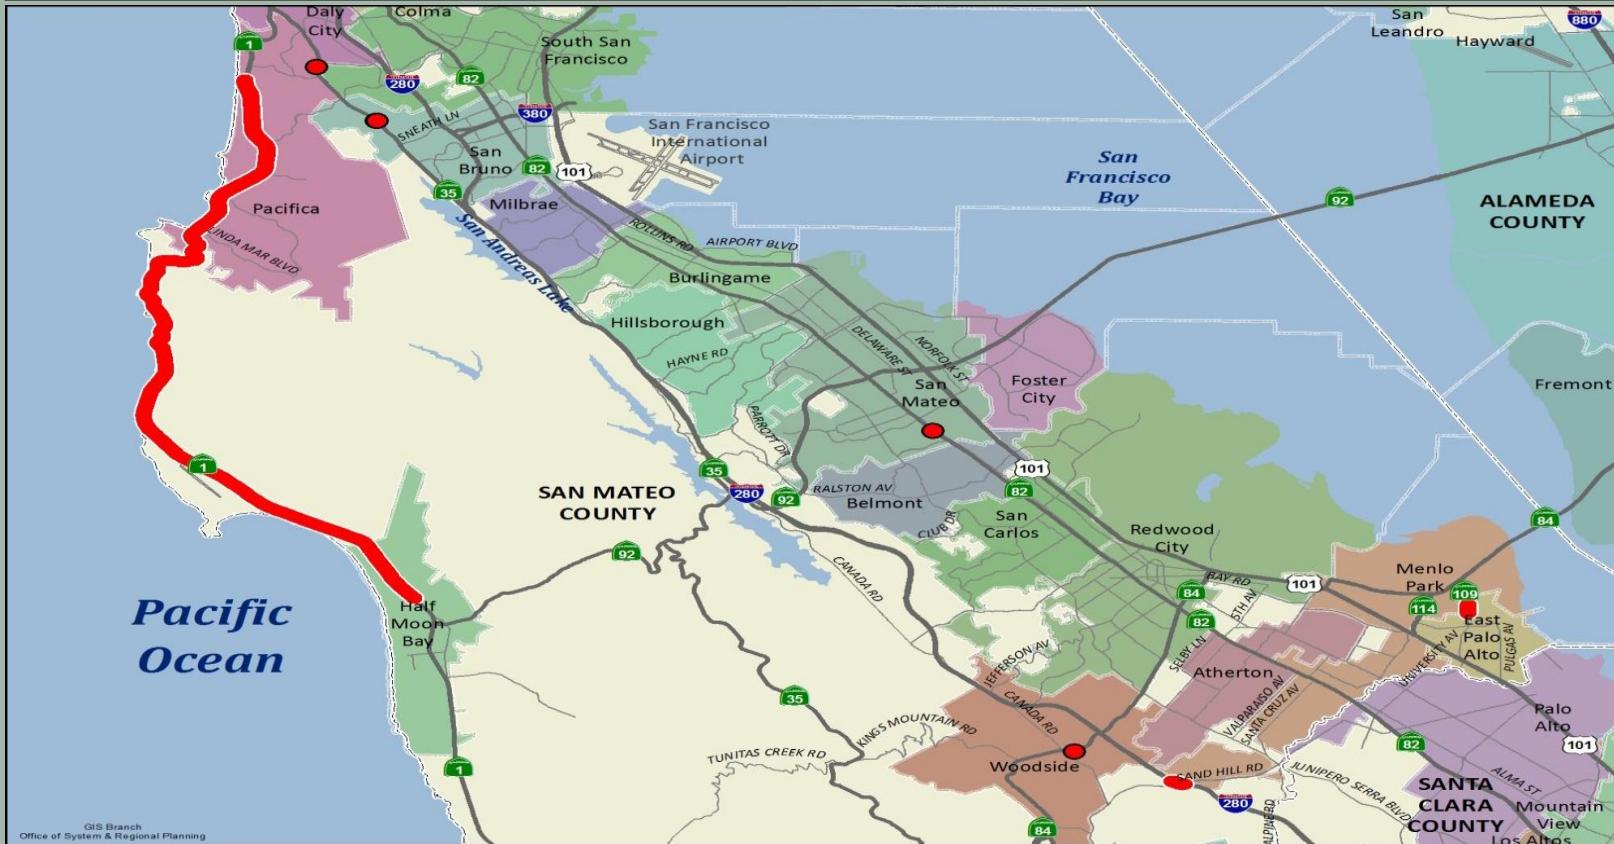 Daly
City
Colma
1
280
82
South San
Francisco
380
SNEATH LN
San
Bruno
82
101
35
San Francisco
International
Airport
San
Francisco
Bay
San
Leandro
880
Hayward
92
ALAMEDA
COUNTY
Pacifica
LINDA MAR BLVD
Milbrae
San Andreas Lake
ROLLINS RD
AIRPORT BLVD
Burlingame
Hillsborough
HAYNE RD
DELAWARE ST
NORFOLK ST
San
Mateo
Foster
City
Fremont
PARROTT DR
1
35
280
92
RALSTON AV
Belmont
CLUB DR
101
82
San
Carlos
SAN MATEO
COUNTY
92
CANADA RD
Redwood
City
84
Menlo
Park
BAY RD
101
5TH AV
84
82
114
109
East
Palo
Alto
UNIVERSITY AV
PULGAS AV
Half
Moon
Bay
Pacific
Ocean
SELBY LN
Atherton
VALPARAISO AV
SANTA CRUZ AV
JEFFERSON AV
CANADA RD
35
KINGS MOUNTAIN RD
TUNITAS CREEK RD
Woodside
SAND HILL RD
JUNIPERO SERRA BLVD
Palo
Alto
101
82
ALMA ST
1
280
ALPINE RD
84
SANTA
CLARA
COUNTY
Mountain
View
Los Altos
GIS Branch
Office of System & Regional Planning